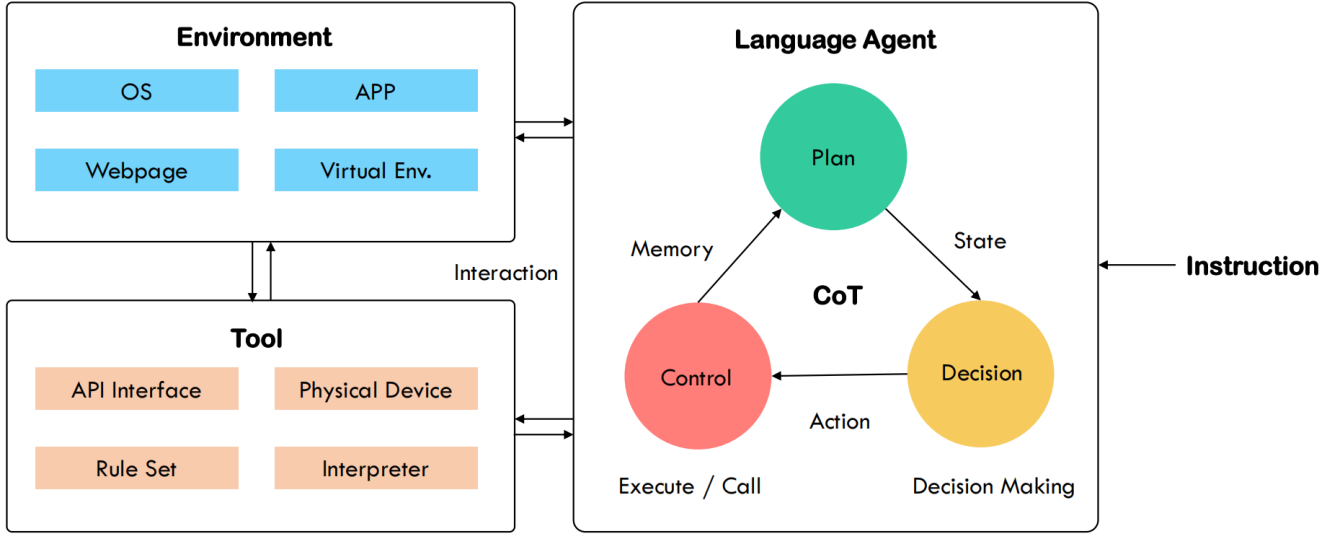 Environment
OS
APP
Webpage
Virtual Env.
Interaction
Tool
API Interface
Physical Device
Rule Set
Interpreter
Language Agent
Plan
Memory
State
CoT
Control
Decision
Action
Execute / Call
Decision Making
Instruction